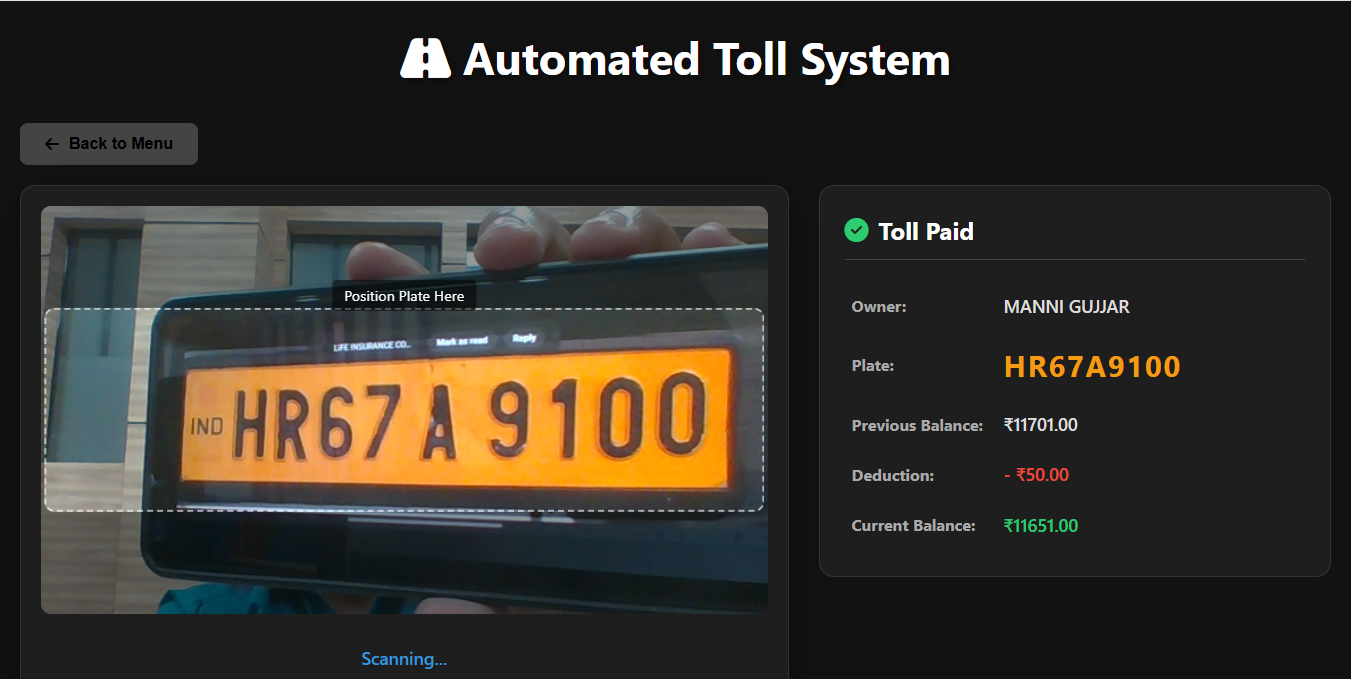 Automated Toll System
← Back to Menu
Position Plate Here
LIFE INSURANCE CO... Mark as read Reply
IND HR67 A 9100
Scanning...
Toll Paid
Owner: MANNI GUJJAR
Plate: HR67A9100
Previous Balance: ₹11701.00
Deduction: - ₹50.00
Current Balance: ₹11651.00